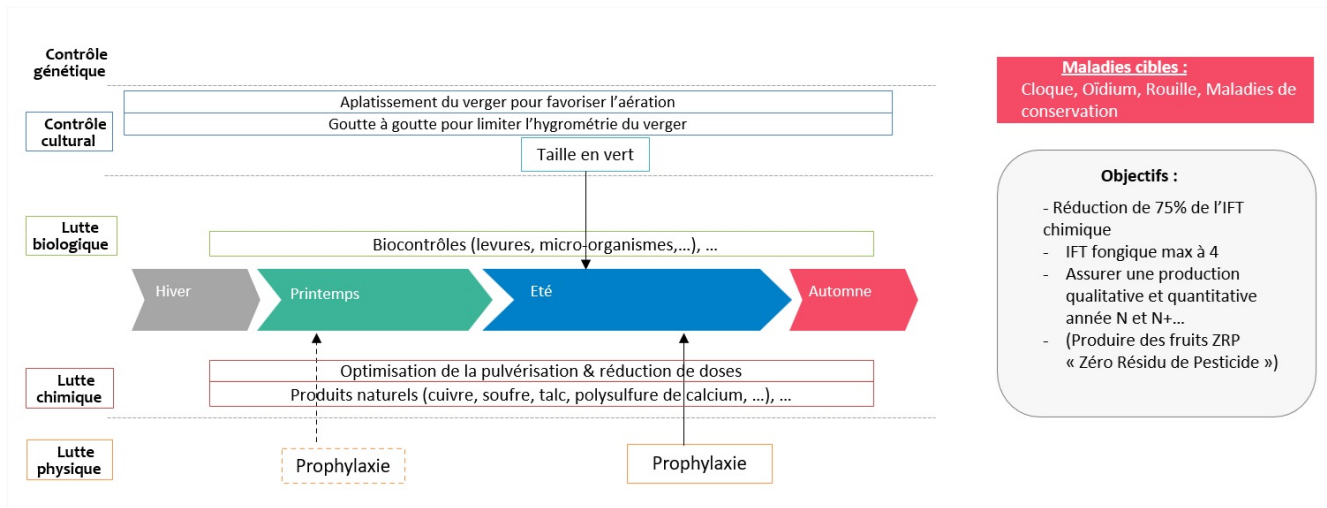 Contrôle
génétique
Aplatissement du verger pour favoriser l’aération
Contrôle
cultural
Goutte à goutte pour limiter l’hygrométrie du verger
Taille en vert
Lutte
biologique
Biocontrôles (levures, micro-organismes,...), ...
Hiver
Printemps
Eté
Automne
Lutte
chimique
Optimisation de la pulvérisation & réduction de doses
Produits naturels (cuivre, soufre, talc, polysulfure de calcium, ...), ...
Lutte
physique
Prophylaxie
Prophylaxie
Maladies cibles :
Cloque, Oïdium, Rouille, Maladies de
conservation
Objectifs :
- Réduction de 75% de l’IFT
chimique
- IFT fongique max à 4
- Assurer une production
qualitative et quantitative
année N et N+...
- (Produire des fruits ZRP
« Zéro Résidu de Pesticide »)